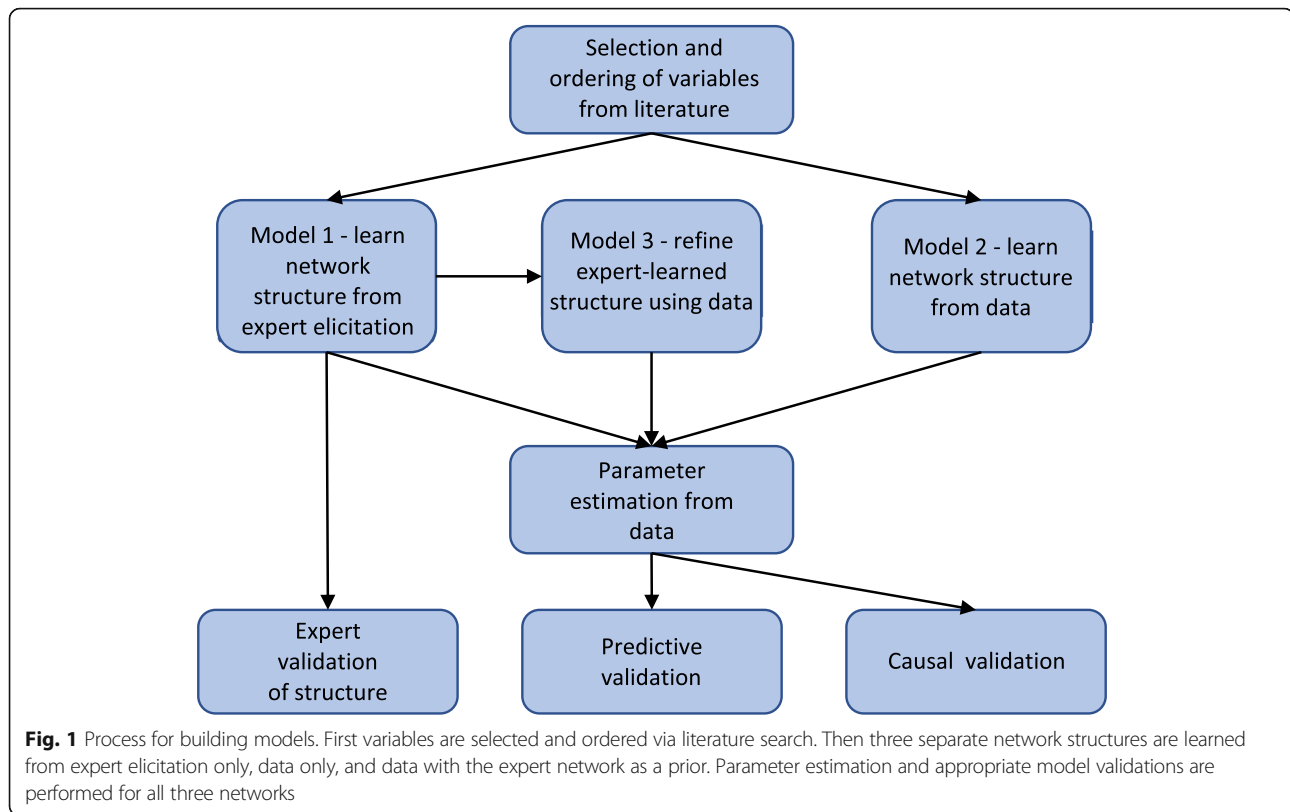 Selection and
ordering of variables
from literature
Model 1 - learn
network
structure from
expert elicitation
Model 3 - refine
expert-learned
structure using data
Model 2 - learn
network structure
from data
Parameter
estimation from
data
Expert
validation
of structure
Predictive
validation
Causal validation
Fig. 1 Process for building models. First variables are selected and ordered via literature search. Then three separate network structures are learned
from expert elicitation only, data only, and data with the expert network as a prior. Parameter estimation and appropriate model validations are
performed for all three networks